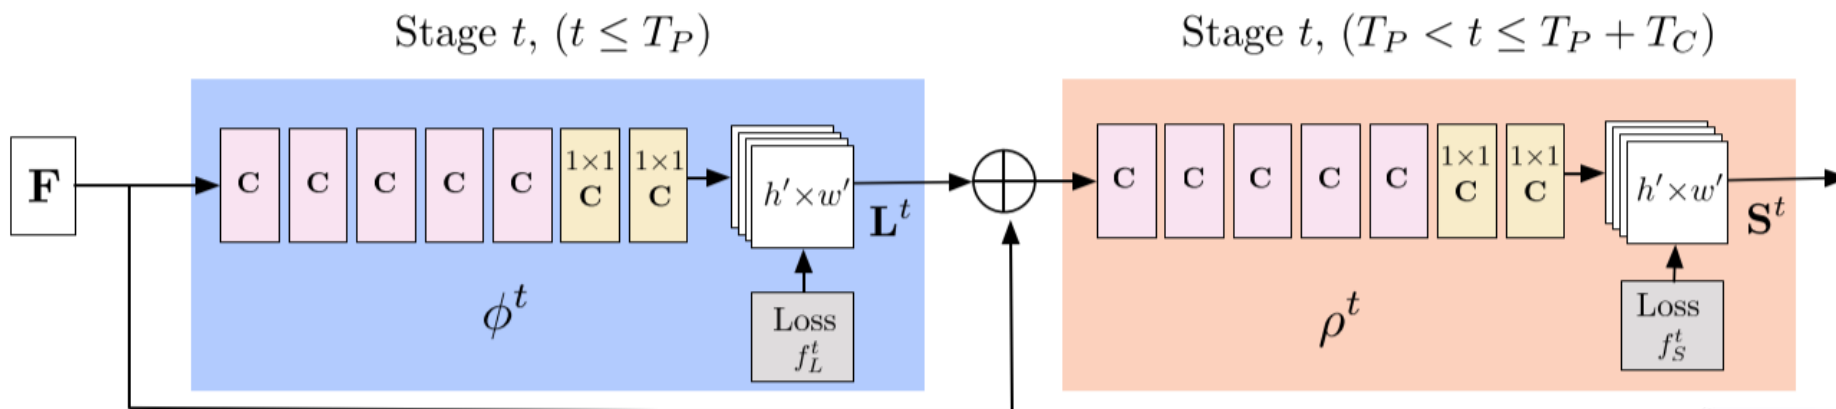 Stage t, (t ≤ T_P)
Stage t, (T_P < t ≤ T_P + T_C)
F
C C C C C 1×1 C 1×1 C
h′×w′
L^t
Loss
f_L^t
ϕ^t
C C C C C 1×1 C 1×1 C
h′×w′
S^t
Loss
f_S^t
ρ^t